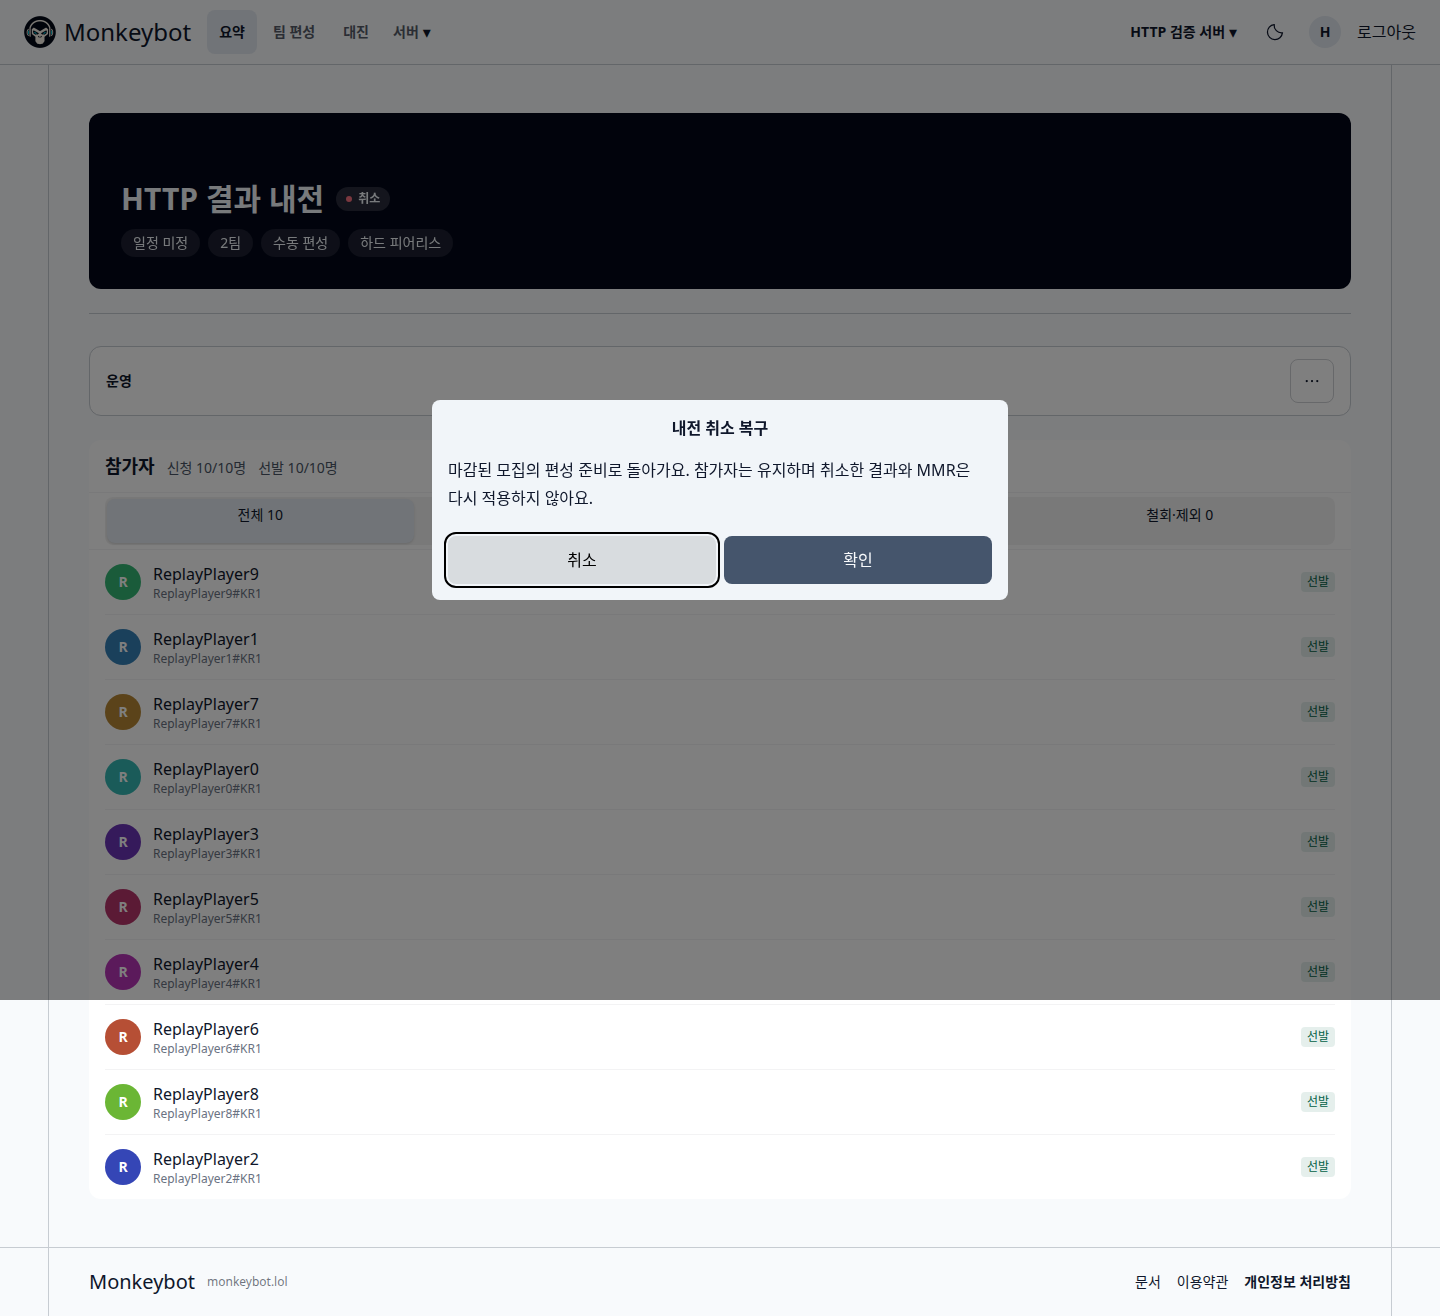 Monkeybot 요약 팀 편성 대진 서버 ▾ HTTP 검증 서버 ▾ H 로그아웃
HTTP 결과 내전 취소
일정 미정 2팀 수동 편성 하드 피어리스
운영 ...
내전 취소 복구
마감된 모집의 편성 준비로 돌아가요. 참가자는 유지하며 취소한 결과와 MMR은
다시 적용하지 않아요.
취소 확인
참가자 신청 10/10명 선발 10/10명
전체 10 철회·제외 0
R ReplayPlayer9 선발
ReplayPlayer9#KR1
R ReplayPlayer1 선발
ReplayPlayer1#KR1
R ReplayPlayer7 선발
ReplayPlayer7#KR1
R ReplayPlayer0 선발
ReplayPlayer0#KR1
R ReplayPlayer3 선발
ReplayPlayer3#KR1
R ReplayPlayer5 선발
ReplayPlayer5#KR1
R ReplayPlayer4 선발
ReplayPlayer4#KR1
R ReplayPlayer6 선발
ReplayPlayer6#KR1
R ReplayPlayer8 선발
ReplayPlayer8#KR1
R ReplayPlayer2 선발
ReplayPlayer2#KR1
Monkeybot monkeybot.lol 문서 이용약관 개인정보 처리방침